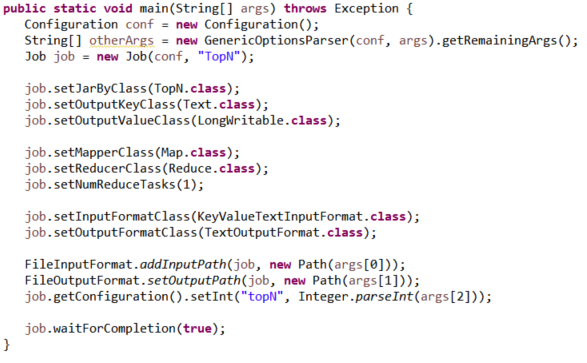 public static void main(String[] args) throws Exception {
Configuration conf = new Configuration();
String[] otherArgs = new GenericOptionsParser(conf, args).getRemainingArgs();
Job job = new Job(conf, "TopN");
job.setJarByClass(TopN.class);
job.setOutputKeyClass(Text.class);
job.setOutputValueClass(LongWritable.class);
job.setMapperClass(Map.class);
job.setReducerClass(Reduce.class);
job.setNumReduceTasks(1);
job.setInputFormatClass(KeyValueTextInputFormat.class);
job.setOutputFormatClass(TextOutputFormat.class);
FileInputFormat.addInputPath(job, new Path(args[0]));
FileOutputFormat.setOutputPath(job, new Path(args[1]));
job.getConfiguration().setInt("topN", Integer.parseInt(args[2]));
job.waitForCompletion(true);
}